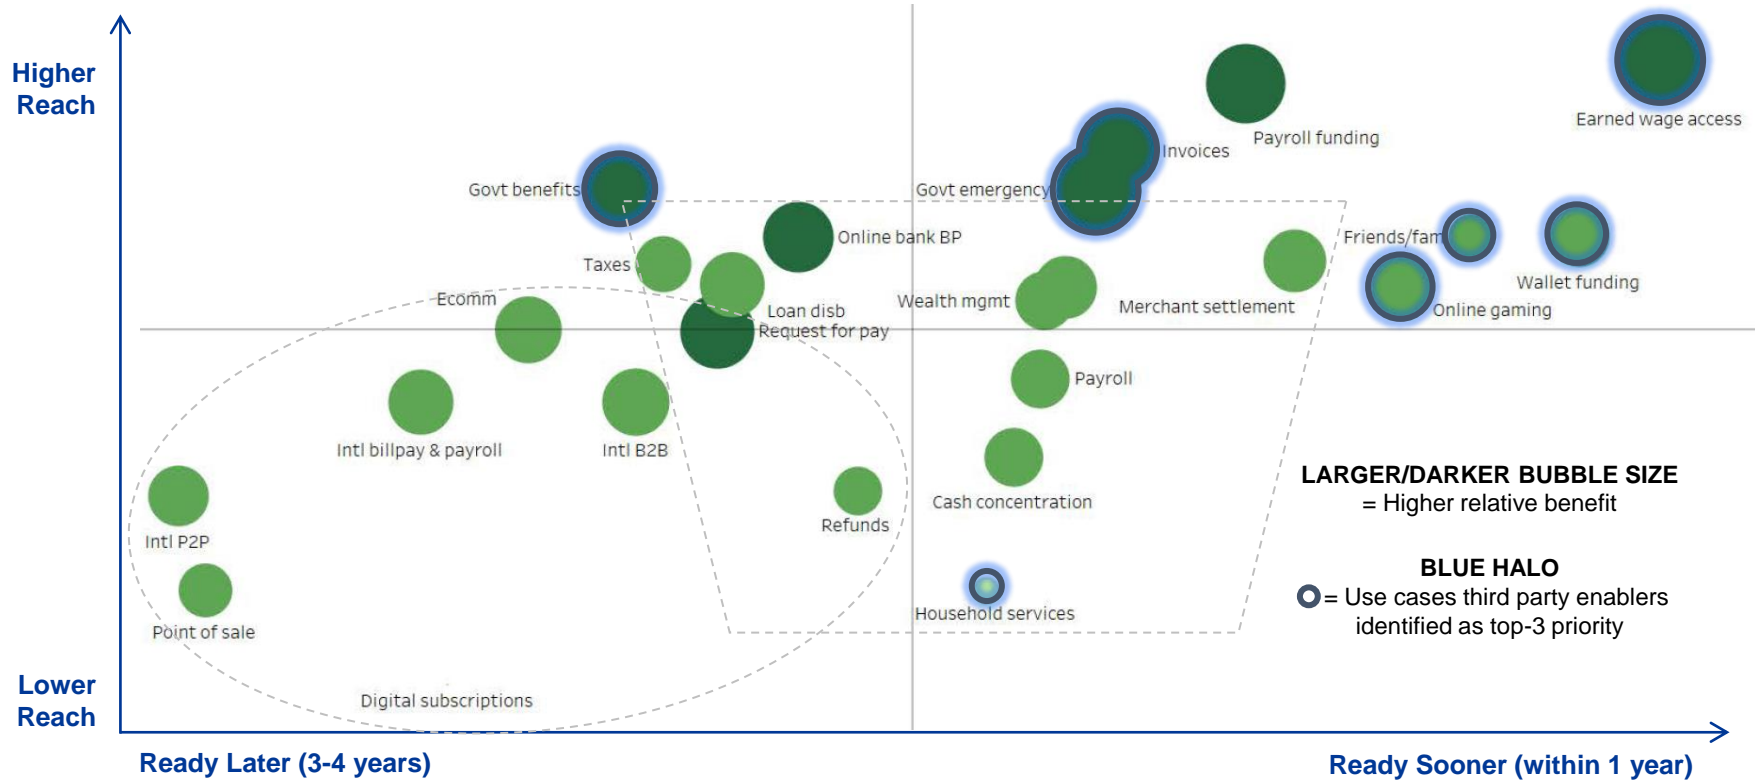 Higher
Reach
Earned wage access
Payroll funding
Invoices
Govt benefits
Govt emergency
Online bank BP
Friends/fam
Taxes
Wallet funding
Ecomm
Wealth mgmt
Merchant settlement
Online gaming
Loan disb
Request for pay
Payroll
Intl billpay & payroll
Intl B2B
LARGER/DARKER BUBBLE SIZE
= Higher relative benefit
Cash concentration
Refunds
Intl P2P
BLUE HALO
= Use cases third party enablers
identified as top-3 priority
Household services
Point of sale
Lower
Reach
Digital subscriptions
Ready Later (3-4 years)
Ready Sooner (within 1 year)